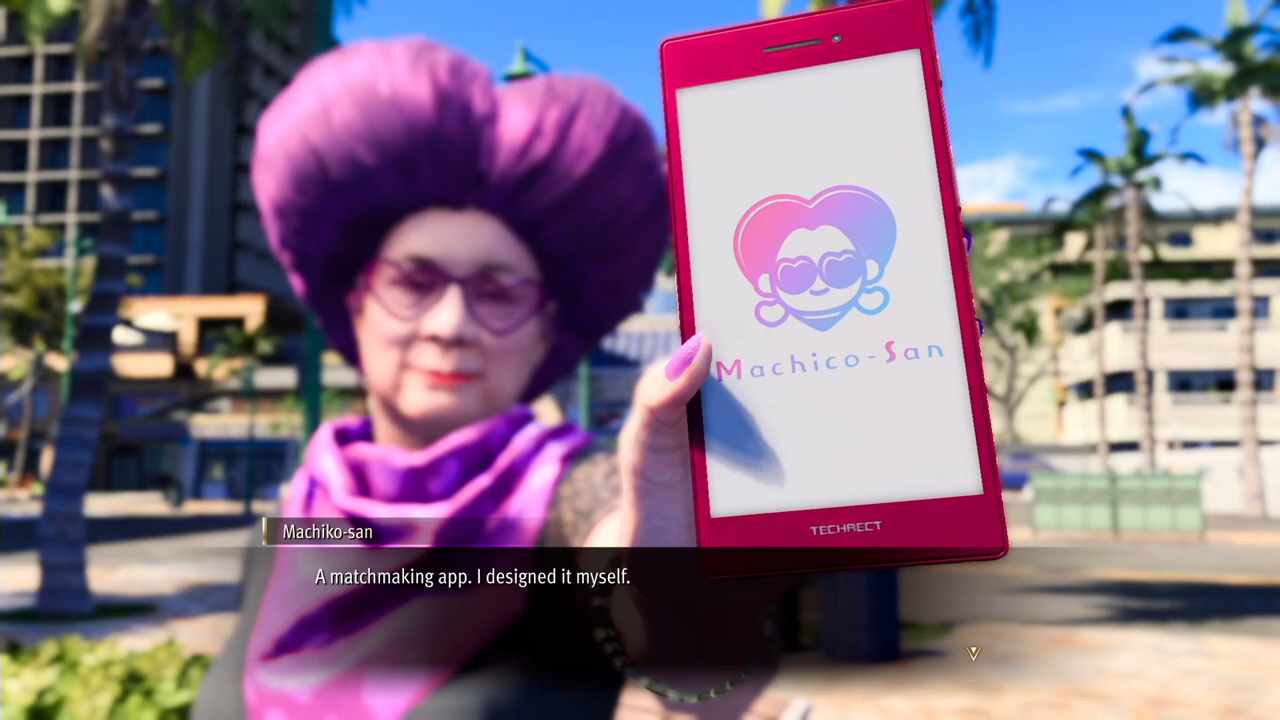 Machico-San
TECHRECT
Machiko-san
A matchmaking app. I designed it myself.